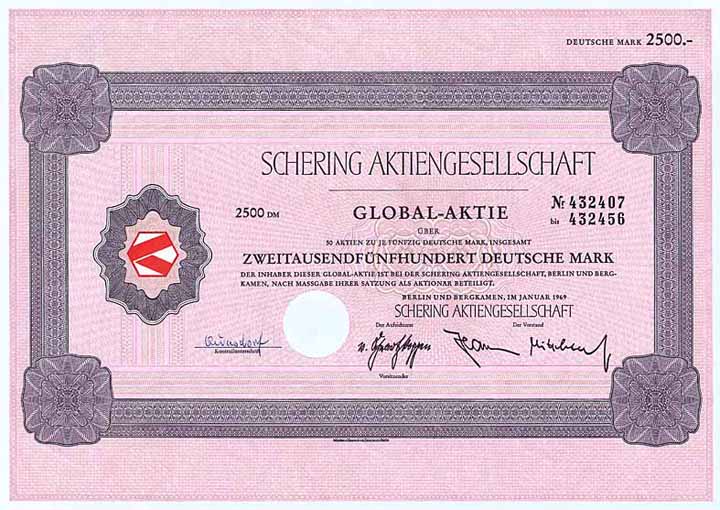 DEUTSCHE MARK 2500.-
SCHERING AKTIENGESELLSCHAFT
2500 DM GLOBAL-AKTIE Nr 432407
ÜBER bis 432456
50 AKTIEN ZU JE FÜNFZIG DEUTSCHE MARK, INSGESAMT
ZWEITAUSENDFÜNFHUNDERT DEUTSCHE MARK
DER INHABER DIESER GLOBAL-AKTIE IST BEI DER SCHERING AKTIENGESELLSCHAFT, BERLIN UND BERG-
KAMEN, NACH MASSGABE IHRER SATZUNG ALS AKTIONÄR BETEILIGT.
BERLIN UND BERGKAMEN, IM JANUAR 1969
SCHERING AKTIENGESELLSCHAFT
Der Aufsichtsrat Der Vorstand
Kontrollunterschrift
Vorsitzender